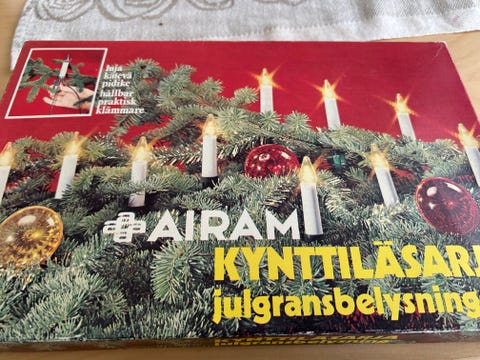 luja
kätevä
pidike
hållbar
praktisk
klämmare
AIRAM
KYNTTILÄSARJ
julgransbelysning